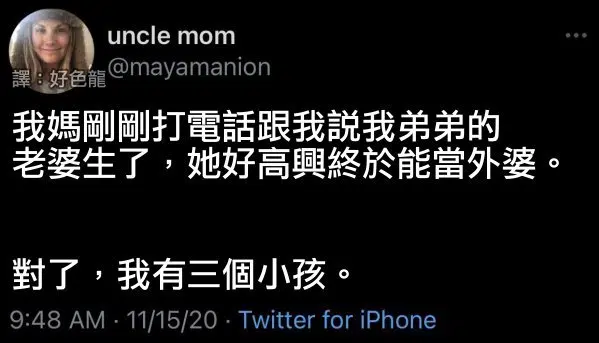 uncle mom
譯：好色龍
@mayamanion
我媽剛剛打電話跟我説我弟弟的
老婆生了，她好高興終於能當外婆。
對了，我有三個小孩。
9:48 AM · 11/15/20 · Twitter for iPhone